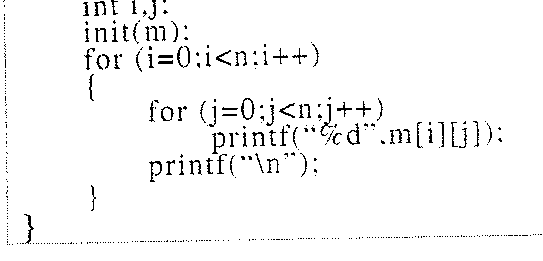 int i,j;
init(m);
for (i=0;i<n;i++)
{
for (j=0;j<n;j++)
printf("%d",m[i][j]);
printf("\n");
}
}